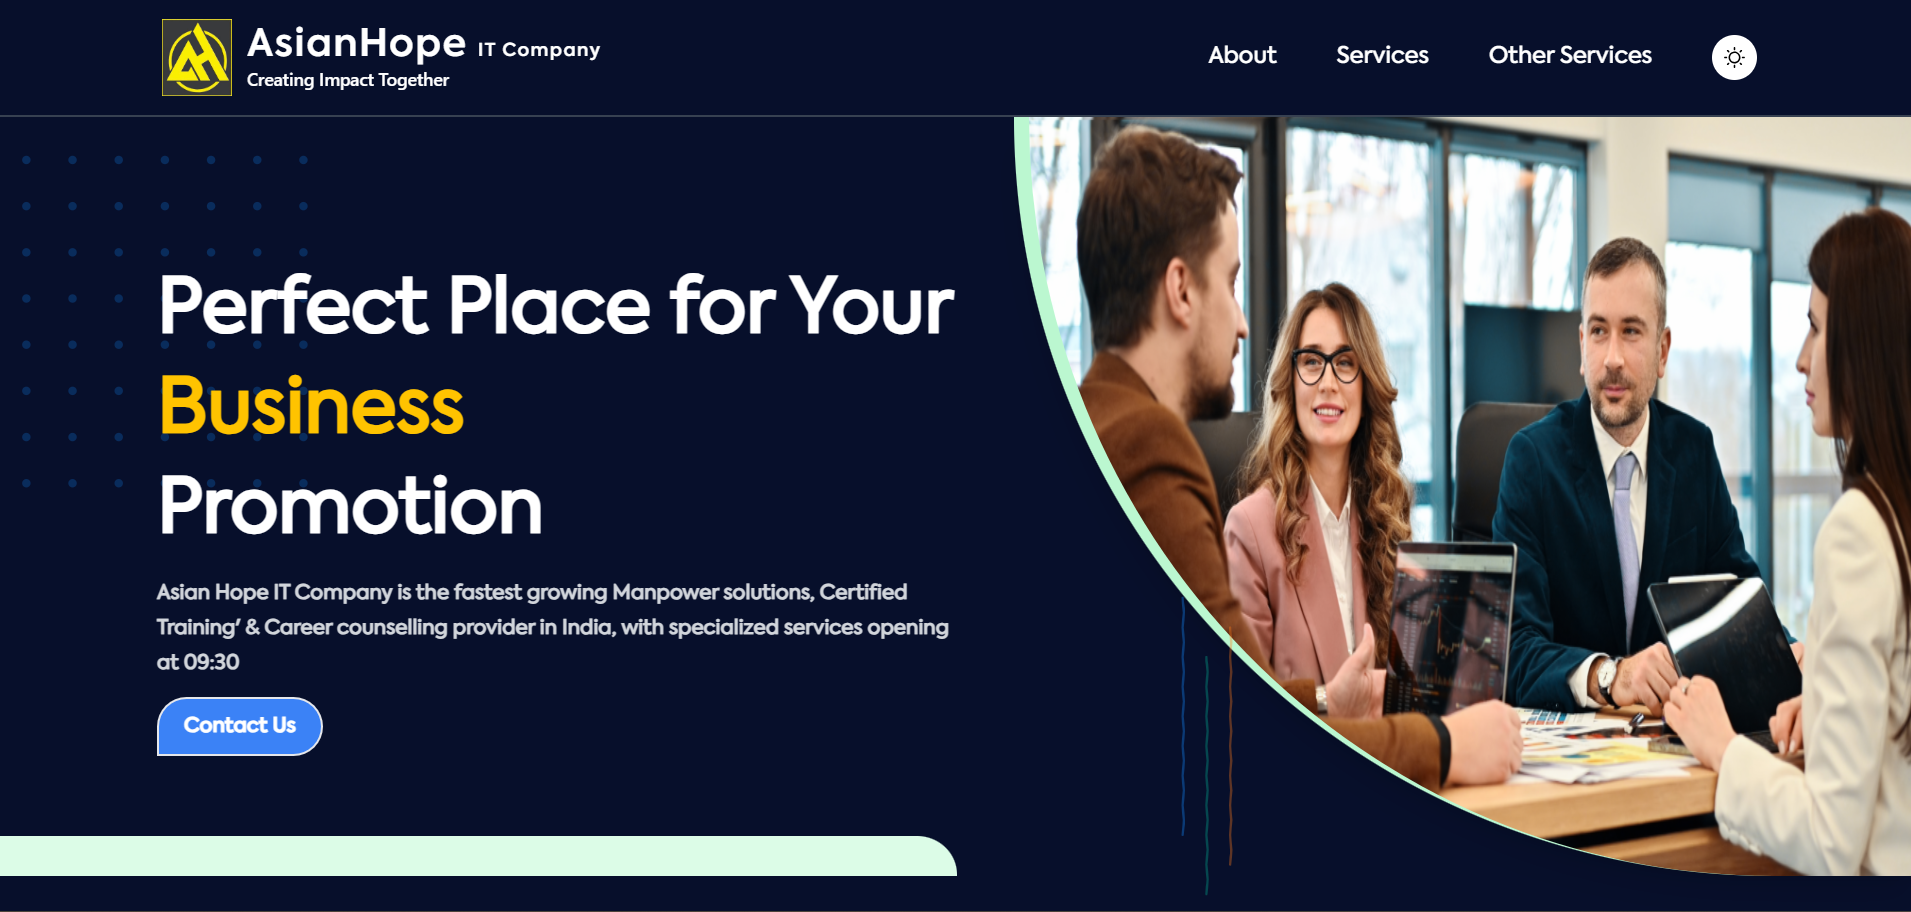 AsianHope IT Company
Creating Impact Together
About
Services
Other Services
Perfect Place for Your
Business
Promotion
Asian Hope IT Company is the fastest growing Manpower solutions, Certified
Training' & Career counselling provider in India, with specialized services opening
at 09:30
Contact Us